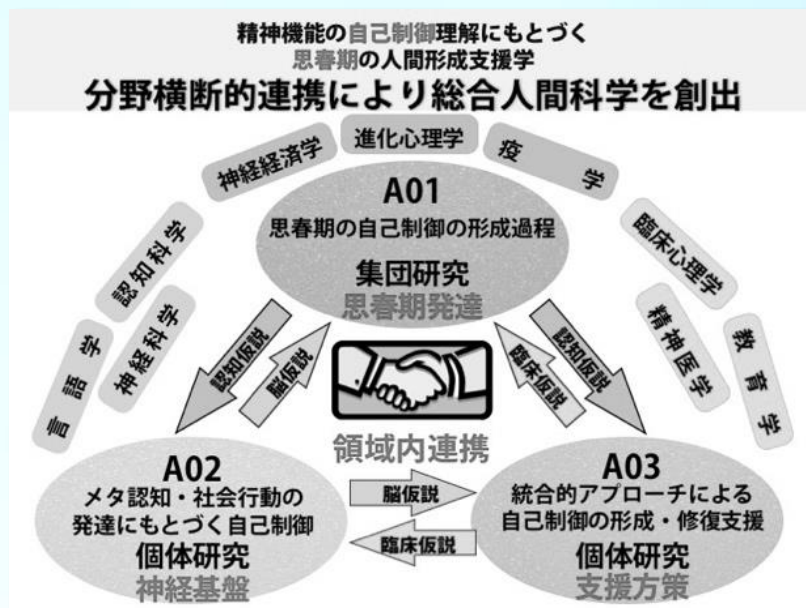 精神機能の自己制御理解にもとづく
思春期の人間形成支援学
分野横断的連携により総合人間科学を創出
言語学
神経科学
認知科学
神経経済学
進化心理学
疫学
臨床心理学
精神医学
教育学
A01
思春期の自己制御の形成過程
集団研究
思春期発達
認知仮説
脳仮説
臨床仮説
認知仮説
領域内連携
A02
メタ認知・社会行動の
発達にもとづく自己制御
個体研究
神経基盤
脳仮説
臨床仮説
A03
統合的アプローチによる
自己制御の形成・修復支援
個体研究
支援方策